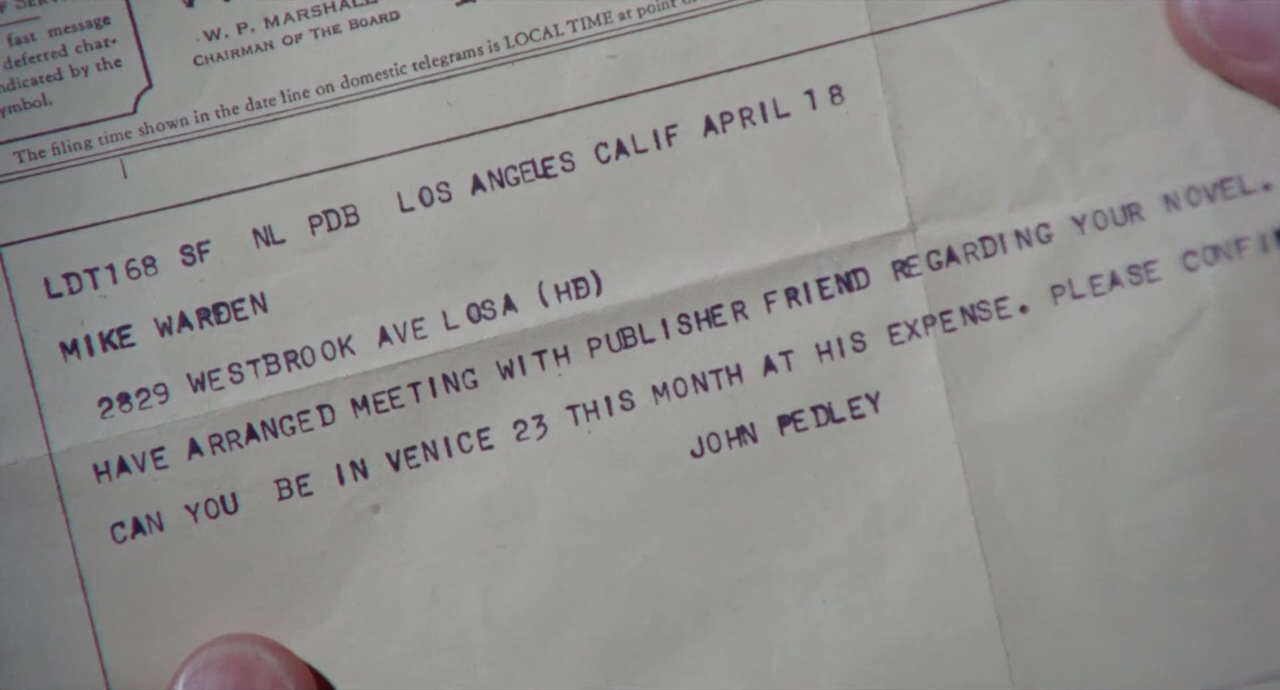 fast message
deferred char-
indicated by the
symbol.
W. P. MARSHALL
CHAIRMAN OF THE BOARD
The filing time shown in the date line on domestic telegrams is LOCAL TIME at point
LDT168 SF NL PDB LOS ANGELES CALIF APRIL 18
MIKE WARDEN
2829 WESTBROOK AVE LOSA (HD)
HAVE ARRANGED MEETING WITH PUBLISHER FRIEND REGARDING YOUR NOVEL.
CAN YOU BE IN VENICE 23 THIS MONTH AT HIS EXPENSE. PLEASE
JOHN PEDLEY